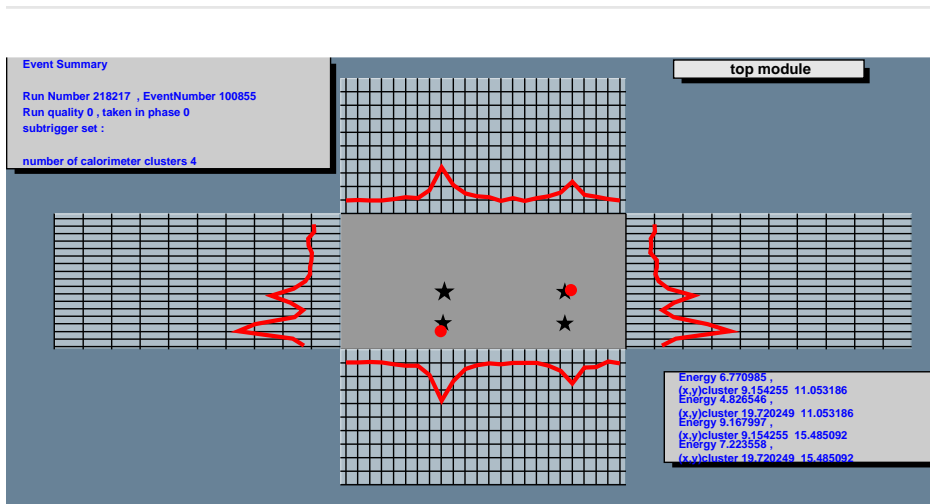 Event Summary
top module
Run Number 218217 , EventNumber 100855
Run quality 0 , taken in phase 0
subtrigger set :
number of calorimeter clusters 4
Energy 6.770985 ,
(x,y)cluster 9.154255 11.053186
Energy 4.826546 ,
(x,y)cluster 19.720249 11.053186
Energy 9.167997 ,
(x,y)cluster 9.154255 15.485092
Energy 7.223558 ,
(x,y)cluster 19.720249 15.485092